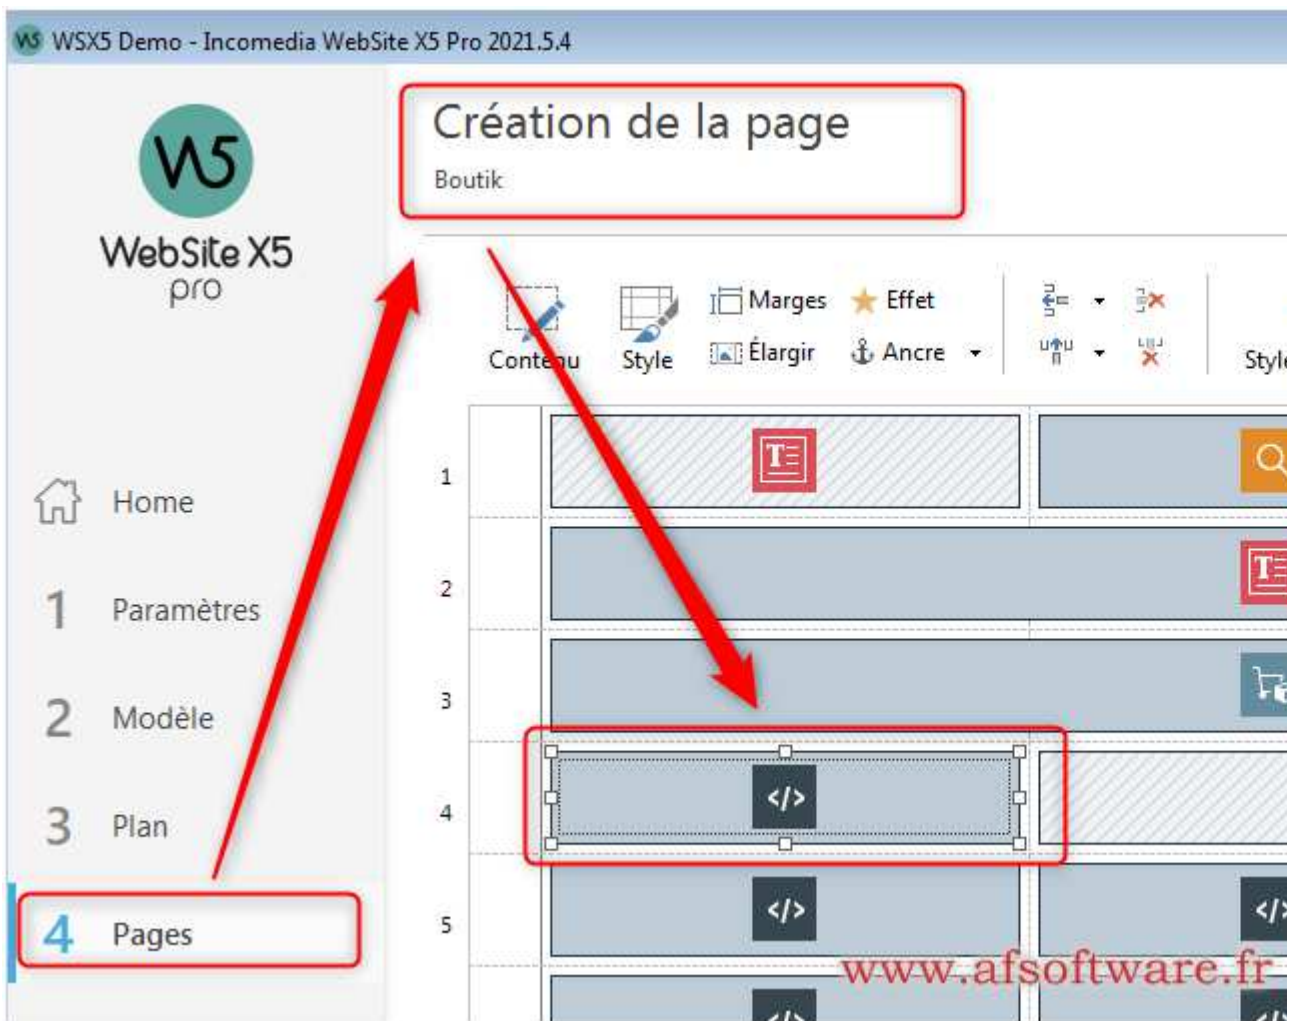 WSX5 Demo - Incomedia WebSite X5 Pro 2021.5.4
W5
WebSite X5
pro
Création de la page
Boutik
Contenu
Style
Marges
Effet
Élargir
Ancre
Home
1 Paramètres
2 Modèle
3 Plan
4 Pages
1
2
3
4
5
www.afsoftware.fr